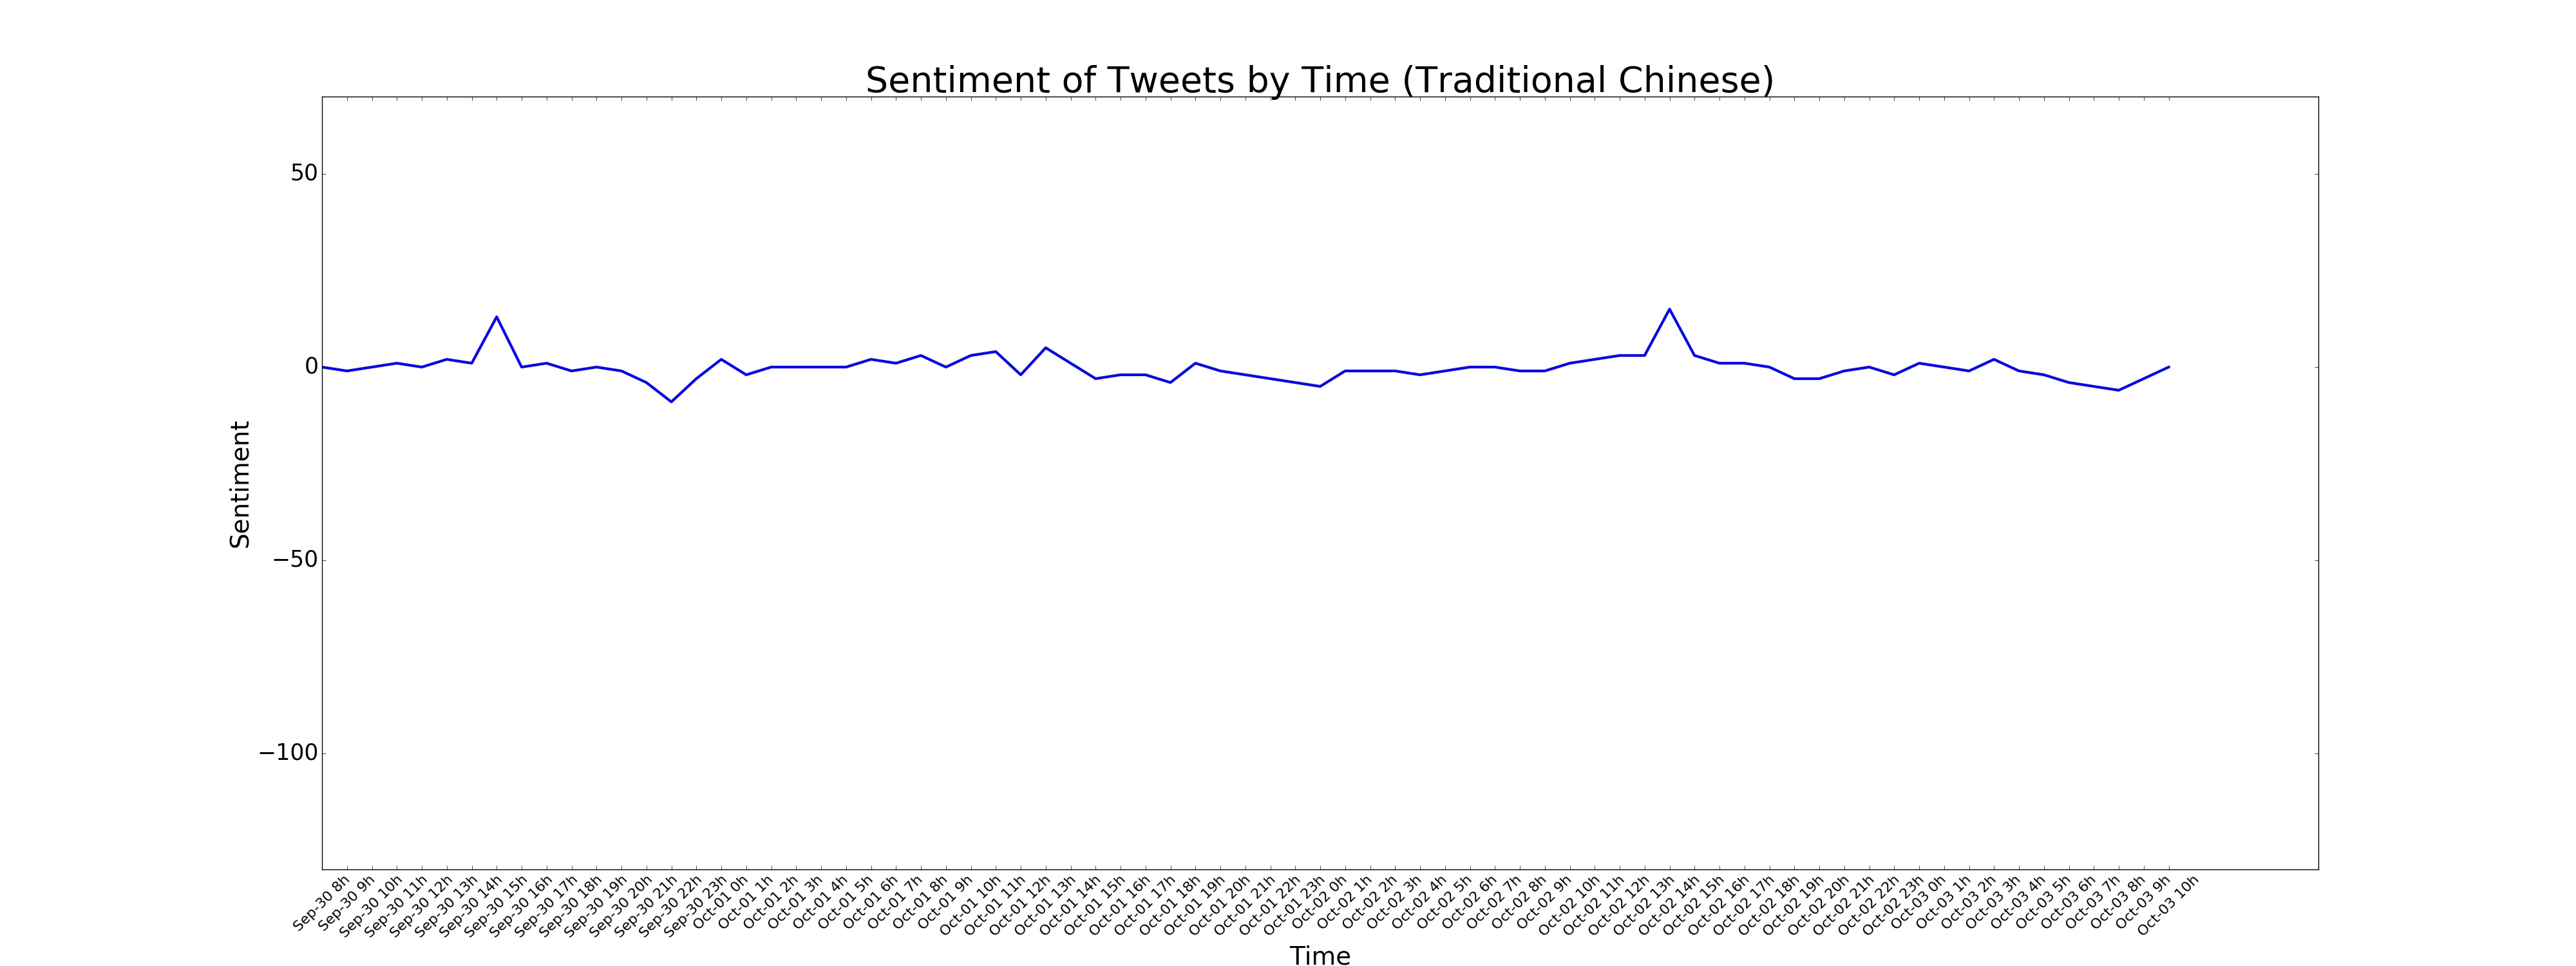 Sentiment of Tweets by Time (Traditional Chinese)
50
0
−50
−100
Sentiment
Sep-30 8h
Sep-30 9h
Sep-30 10h
Sep-30 11h
Sep-30 12h
Sep-30 13h
Sep-30 14h
Sep-30 15h
Sep-30 16h
Sep-30 17h
Sep-30 18h
Sep-30 19h
Sep-30 20h
Sep-30 21h
Sep-30 22h
Sep-30 23h
Oct-01 0h
Oct-01 1h
Oct-01 2h
Oct-01 3h
Oct-01 4h
Oct-01 5h
Oct-01 6h
Oct-01 7h
Oct-01 8h
Oct-01 9h
Oct-01 10h
Oct-01 11h
Oct-01 12h
Oct-01 13h
Oct-01 14h
Oct-01 15h
Oct-01 16h
Oct-01 17h
Oct-01 18h
Oct-01 19h
Oct-01 20h
Oct-01 21h
Oct-01 22h
Oct-01 23h
Oct-02 0h
Oct-02 1h
Oct-02 2h
Oct-02 3h
Oct-02 4h
Oct-02 5h
Oct-02 6h
Oct-02 7h
Oct-02 8h
Oct-02 9h
Oct-02 10h
Oct-02 11h
Oct-02 12h
Oct-02 13h
Oct-02 14h
Oct-02 15h
Oct-02 16h
Oct-02 17h
Oct-02 18h
Oct-02 19h
Oct-02 20h
Oct-02 21h
Oct-02 22h
Oct-02 23h
Oct-03 0h
Oct-03 1h
Oct-03 2h
Oct-03 3h
Oct-03 4h
Oct-03 5h
Oct-03 6h
Oct-03 7h
Oct-03 8h
Oct-03 9h
Oct-03 10h
Time